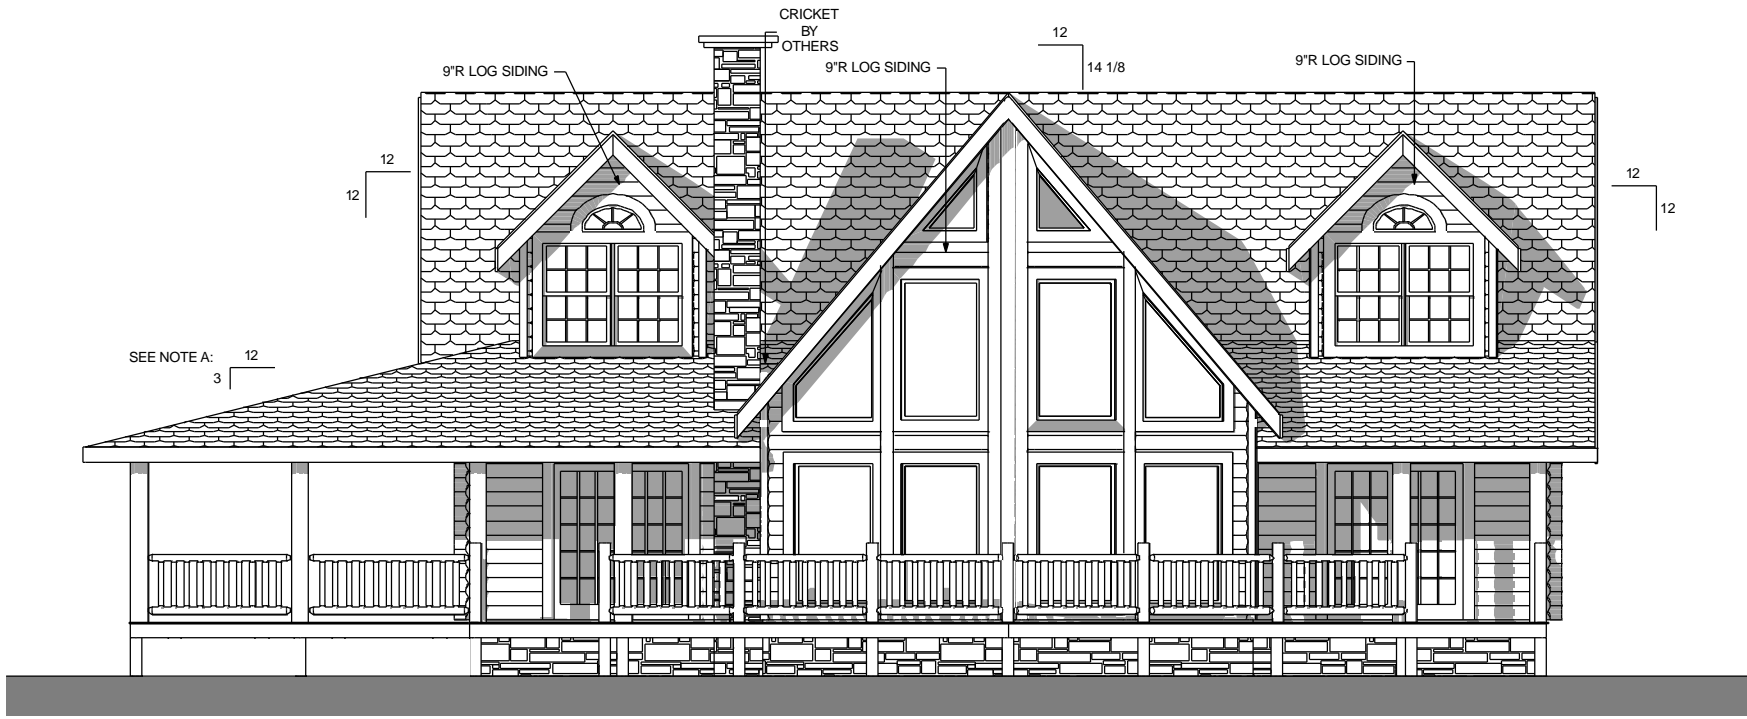 CRICKET
BY
OTHERS
12
14 1/8
9"R LOG SIDING
9"R LOG SIDING
9"R LOG SIDING
12
12
12
12
SEE NOTE A:
12
3